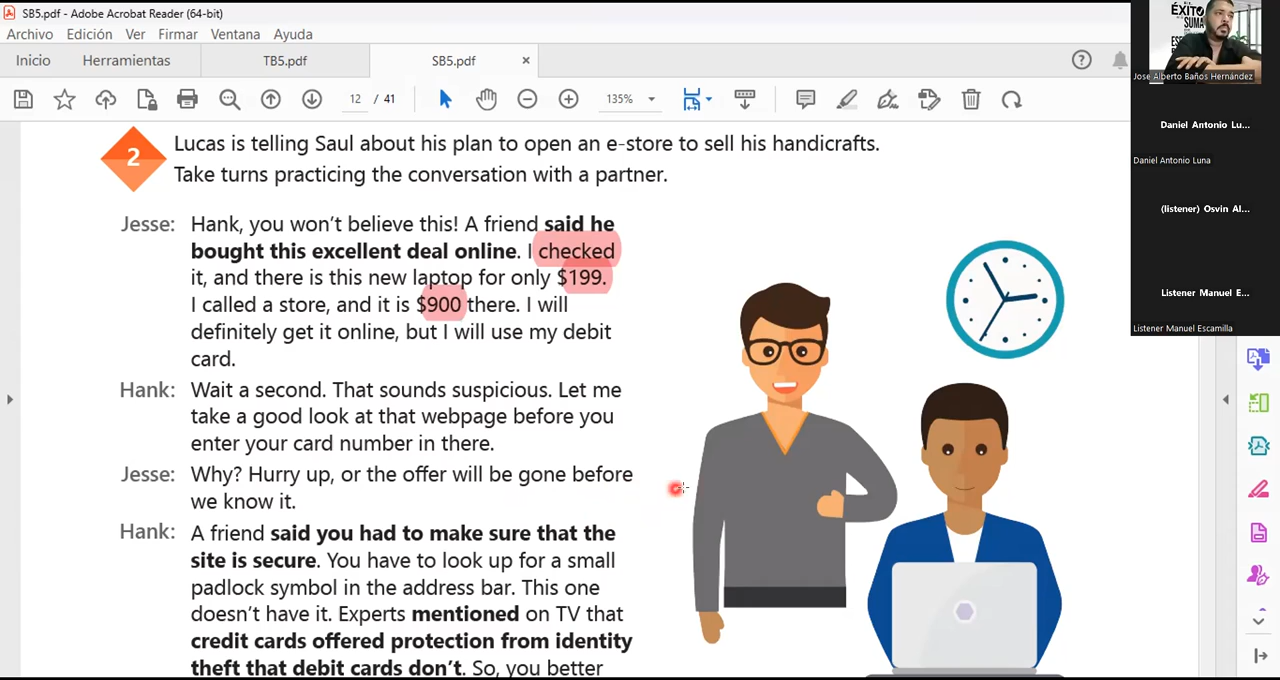 SB5.pdf - Adobe Acrobat Reader (64-bit)
Archivo Edición Ver Firmar Ventana Ayuda
Inicio Herramientas TB5.pdf SB5.pdf ×
12 / 41 135%
2 Lucas is telling Saul about his plan to open an e-store to sell his handicrafts.
Take turns practicing the conversation with a partner.
Jesse: Hank, you won't believe this! A friend said he
bought this excellent deal online. I checked
it, and there is this new laptop for only $199.
I called a store, and it is $900 there. I will
definitely get it online, but I will use my debit
card.
Hank: Wait a second. That sounds suspicious. Let me
take a good look at that webpage before you
enter your card number in there.
Jesse: Why? Hurry up, or the offer will be gone before
we know it.
Hank: A friend said you had to make sure that the
site is secure. You have to look up for a small
padlock symbol in the address bar. This one
doesn't have it. Experts mentioned on TV that
credit cards offered protection from identity
theft that debit cards don't. So, you better
ÉXITO
SUMA
Jose Alberto Baños Hernández
Daniel Antonio Lu...
Daniel Antonio Luna
(listener) Osvin Al...
Listener Manuel E...
Listener Manuel Escamilla